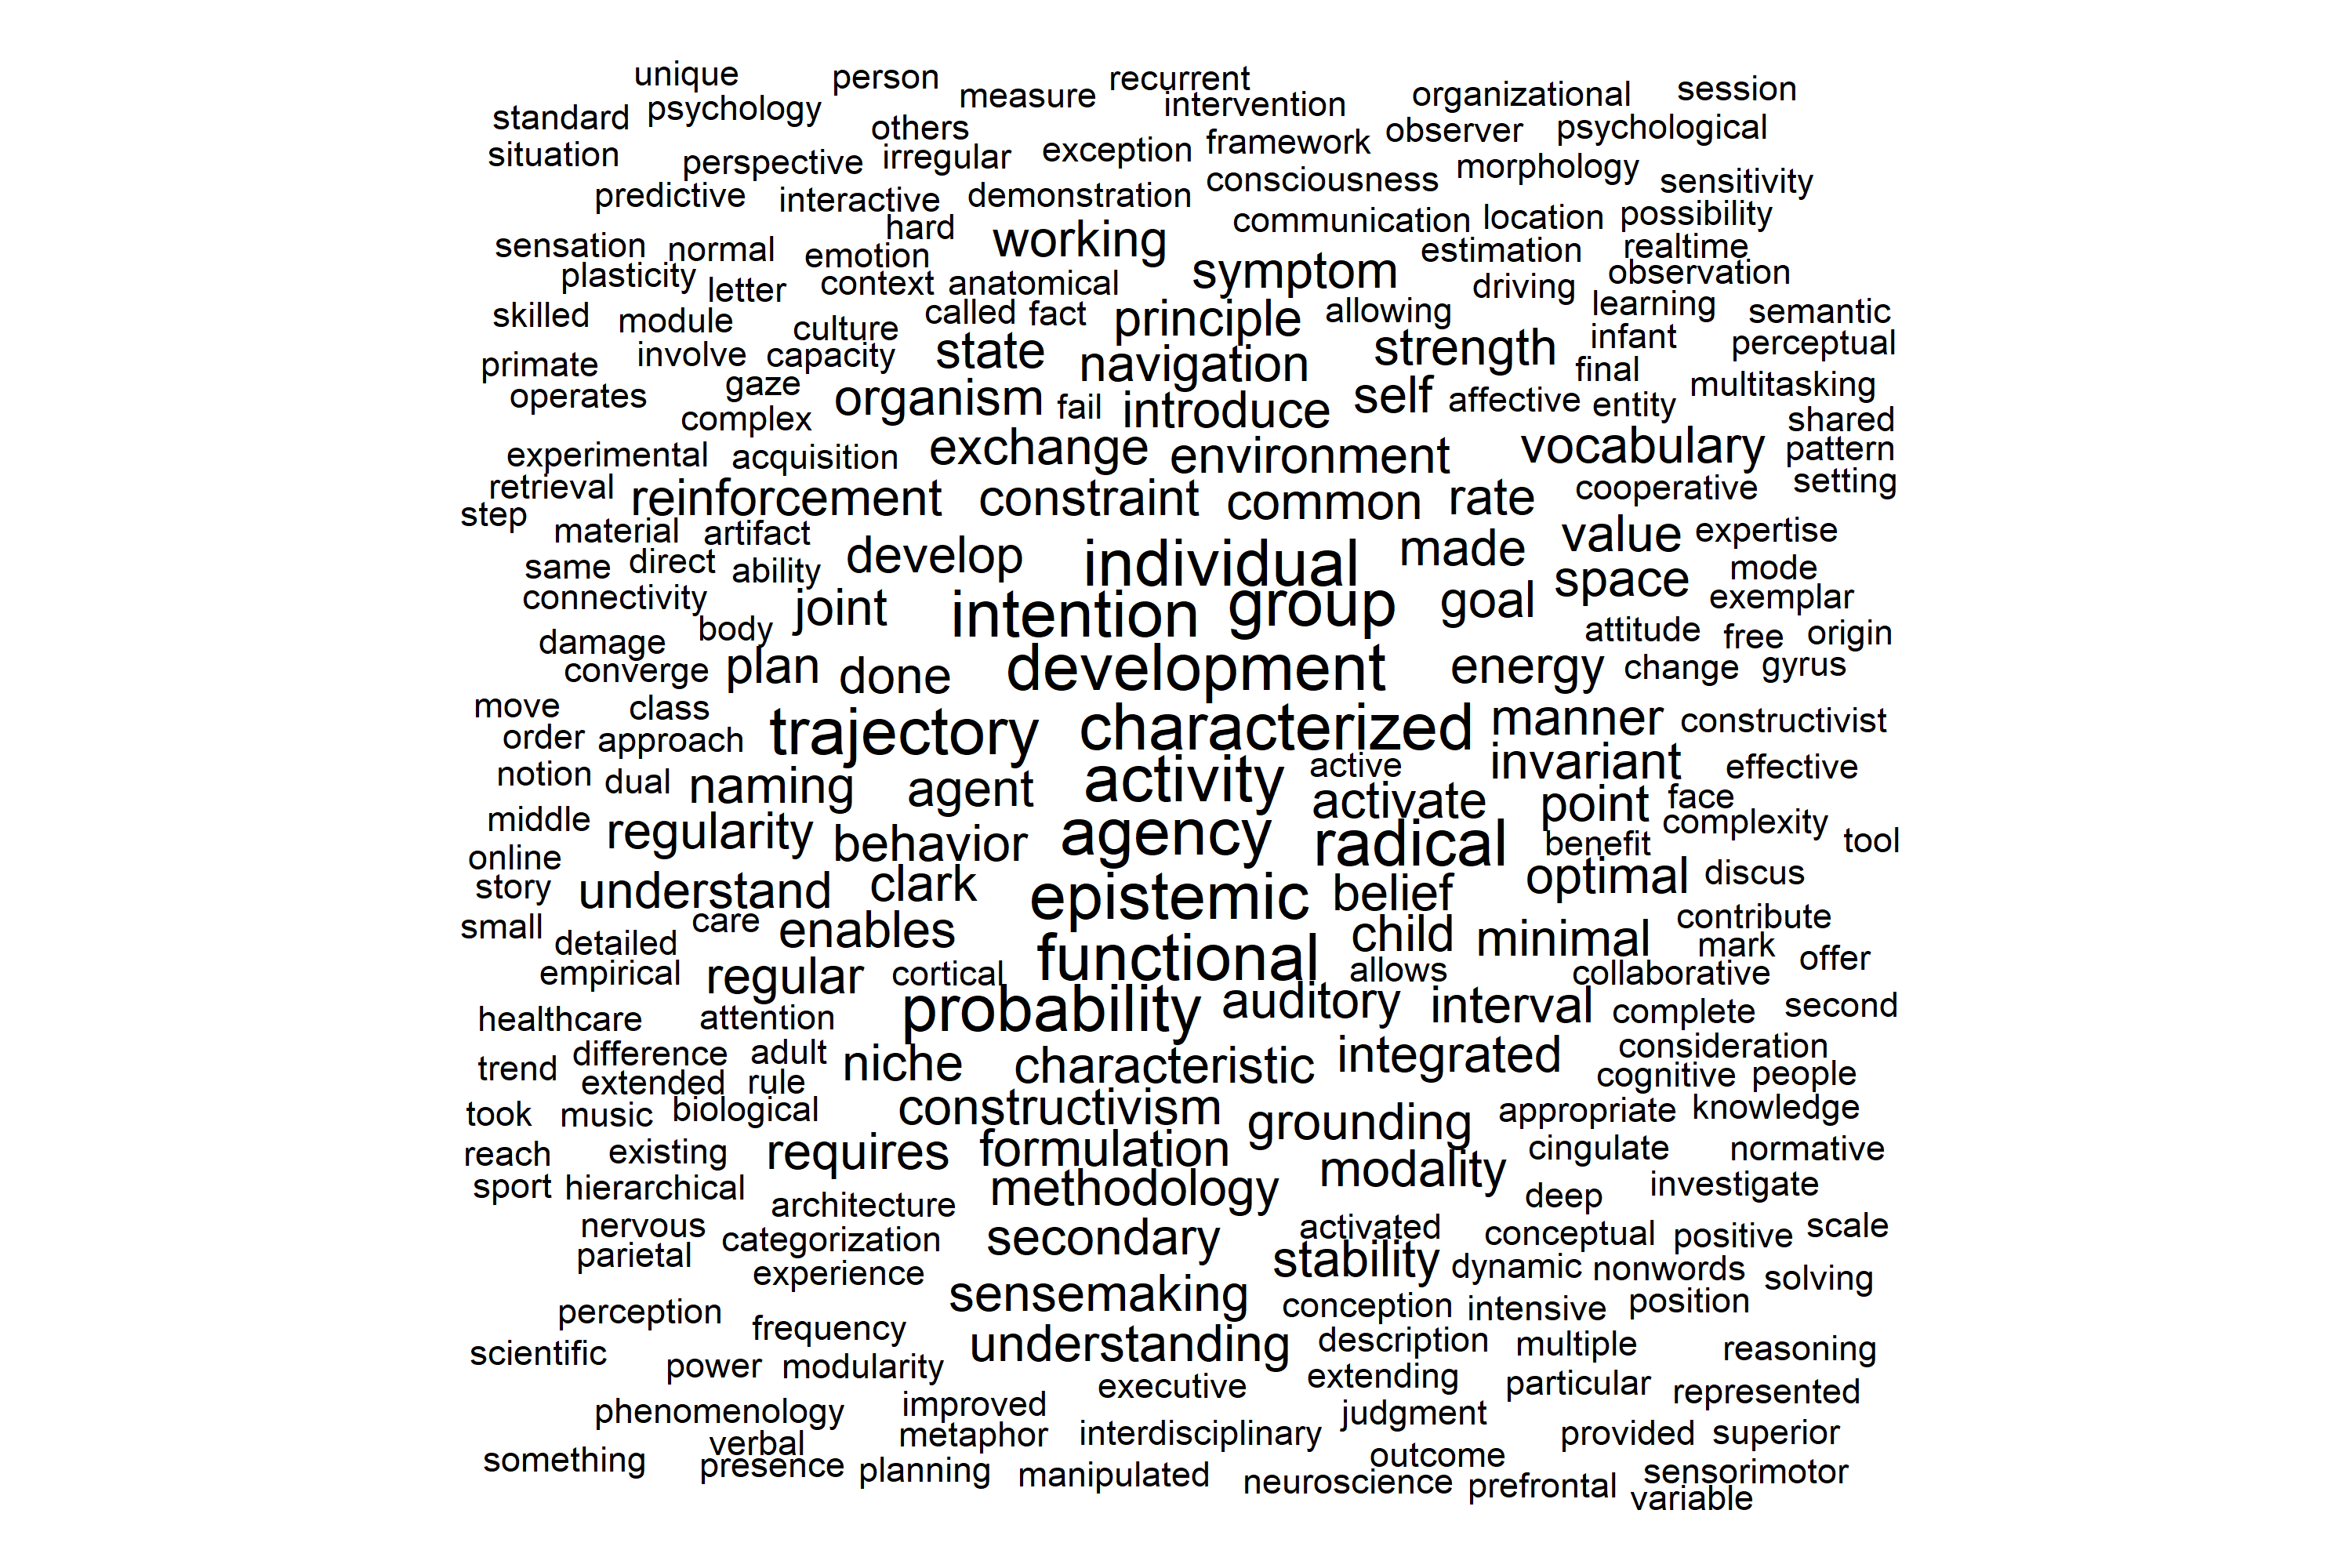 unique person recurrent
standard psychology measure intervention organizational session
others observer psychological
situation perspective irregular exception framework morphology
predictive interactive demonstration consciousness sensitivity
hard working communication location possibility
sensation normal emotion symptom estimation realtime
plasticity letter context anatomical driving observation
skilled module culture called fact principle allowing learning semantic
primate involve capacity state navigation strength infant perceptual
operates gaze organism fail introduce self affective entity final multitasking
complex shared
experimental acquisition exchange environment vocabulary pattern
retrieval reinforcement constraint common rate cooperative setting
step material artifact develop individual made value expertise
same direct ability space mode
connectivity joint intention group goal exemplar
damage body attitude free origin
converge plan done development energy change gyrus
move class trajectory characterized manner constructivist
order approach
notion dual naming agent activity active invariant effective
middle regularity behavior agency activate point face complexity
online radical benefit tool
story understand clark epistemic belief optimal discus
small care enables child minimal contribute
detailed functional mark
empirical regular cortical allows collaborative offer
healthcare attention probability auditory interval complete second
trend difference adult niche characteristic integrated consideration
extended rule cognitive people
took music biological constructivism grounding appropriate knowledge
reach existing requires formulation modality cingulate normative
sport hierarchical architecture methodology deep investigate
nervous categorization secondary activated conceptual positive scale
parietal experience stability dynamic nonwords solving
perception sensemaking conception intensive position
scientific frequency understanding description multiple reasoning
power modularity executive extending particular represented
phenomenology improved judgment
something verbal metaphor interdisciplinary outcome provided superior
presence planning manipulated neuroscience prefrontal sensorimotor
variable